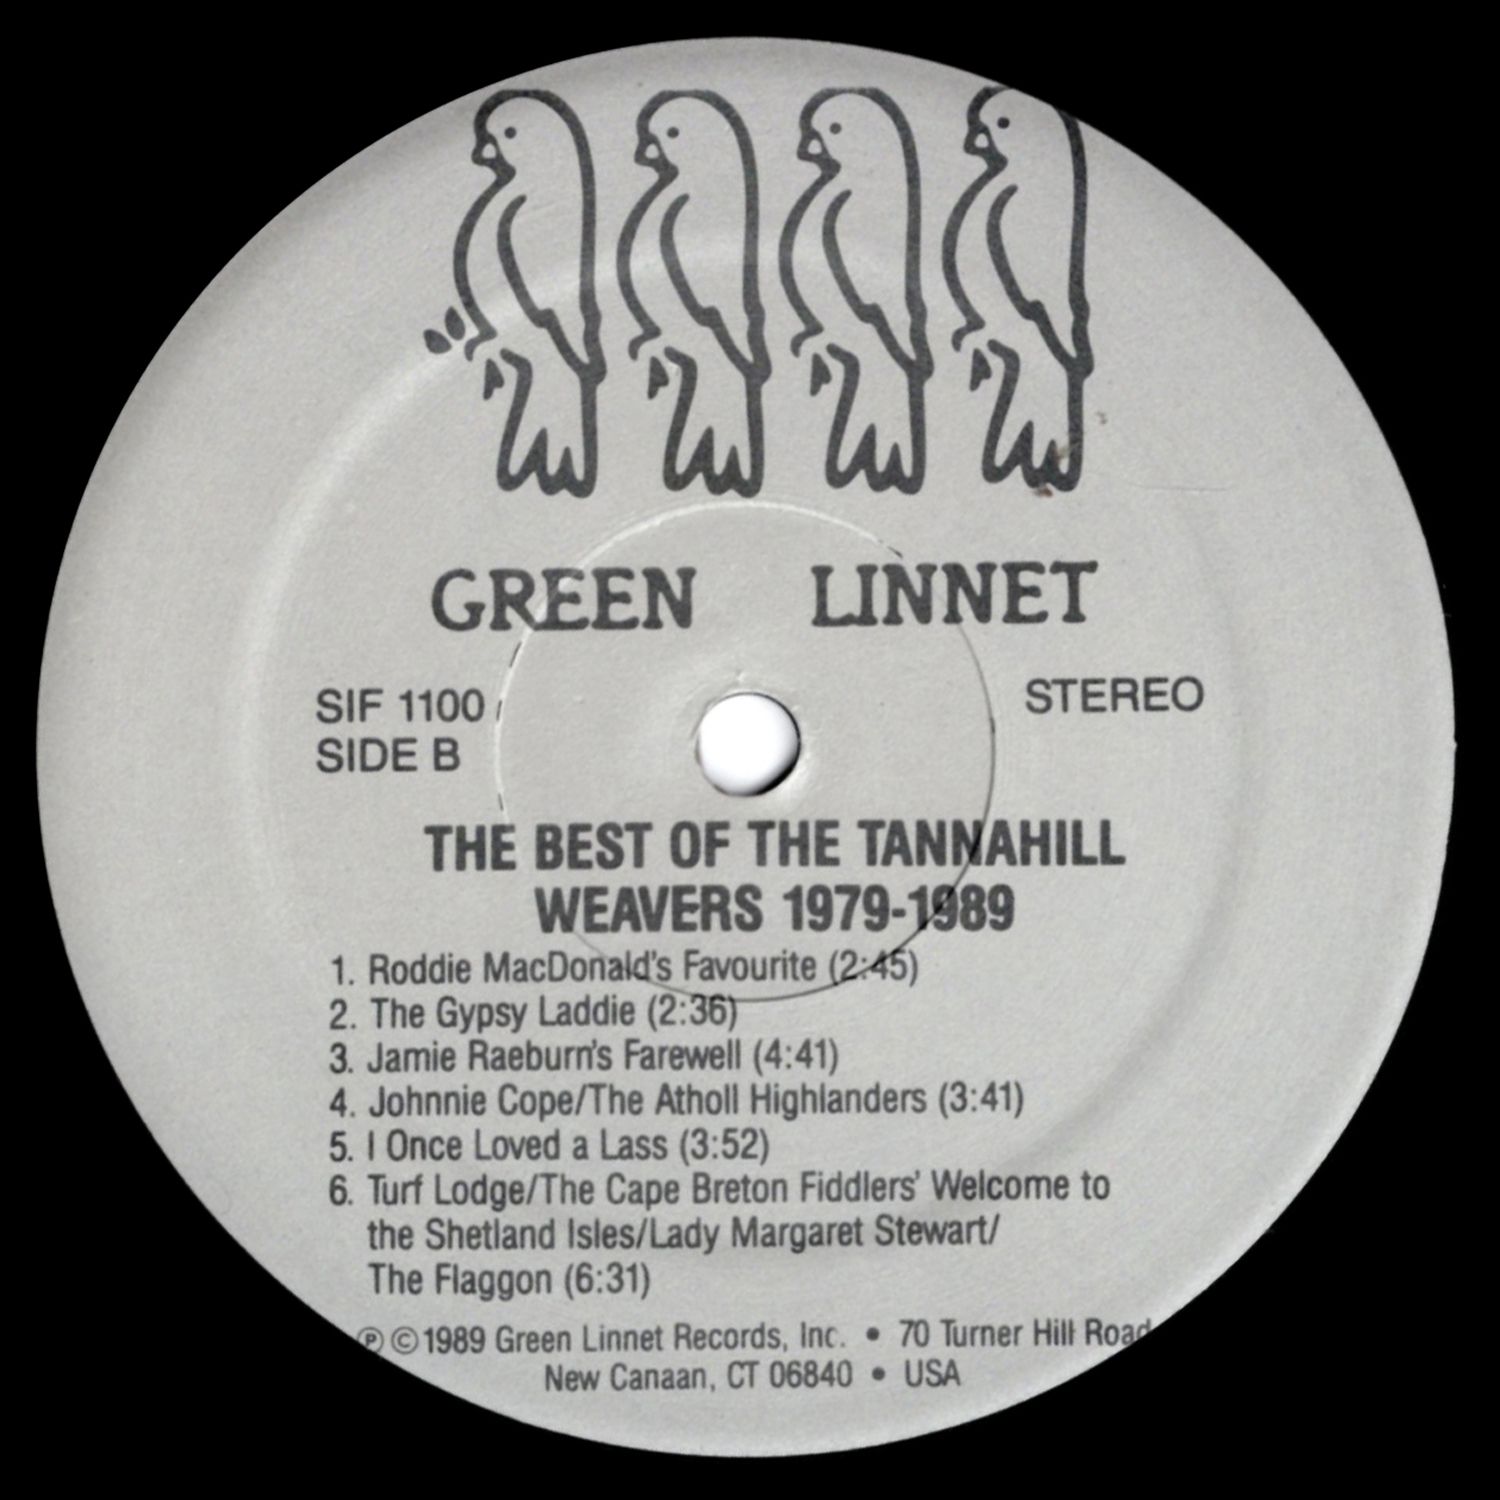 GREEN LINNET
SIF 1100
STEREO
SIDE B
THE BEST OF THE TANNAHILL
WEAVERS 1979-1989
1. Roddie MacDonald's Favourite (2:45)
2. The Gypsy Laddie (2:36)
3. Jamie Raeburn's Farewell (4:41)
4. Johnnie Cope/The Atholl Highlanders (3:41)
5. I Once Loved a Lass (3:52)
6. Turf Lodge/The Cape Breton Fiddlers' Welcome to
the Shetland Isles/Lady Margaret Stewart/
The Flaggon (6:31)
℗©1989 Green Linnet Records, Inc. • 70 Turner Hill Road
New Canaan, CT 06840 • USA